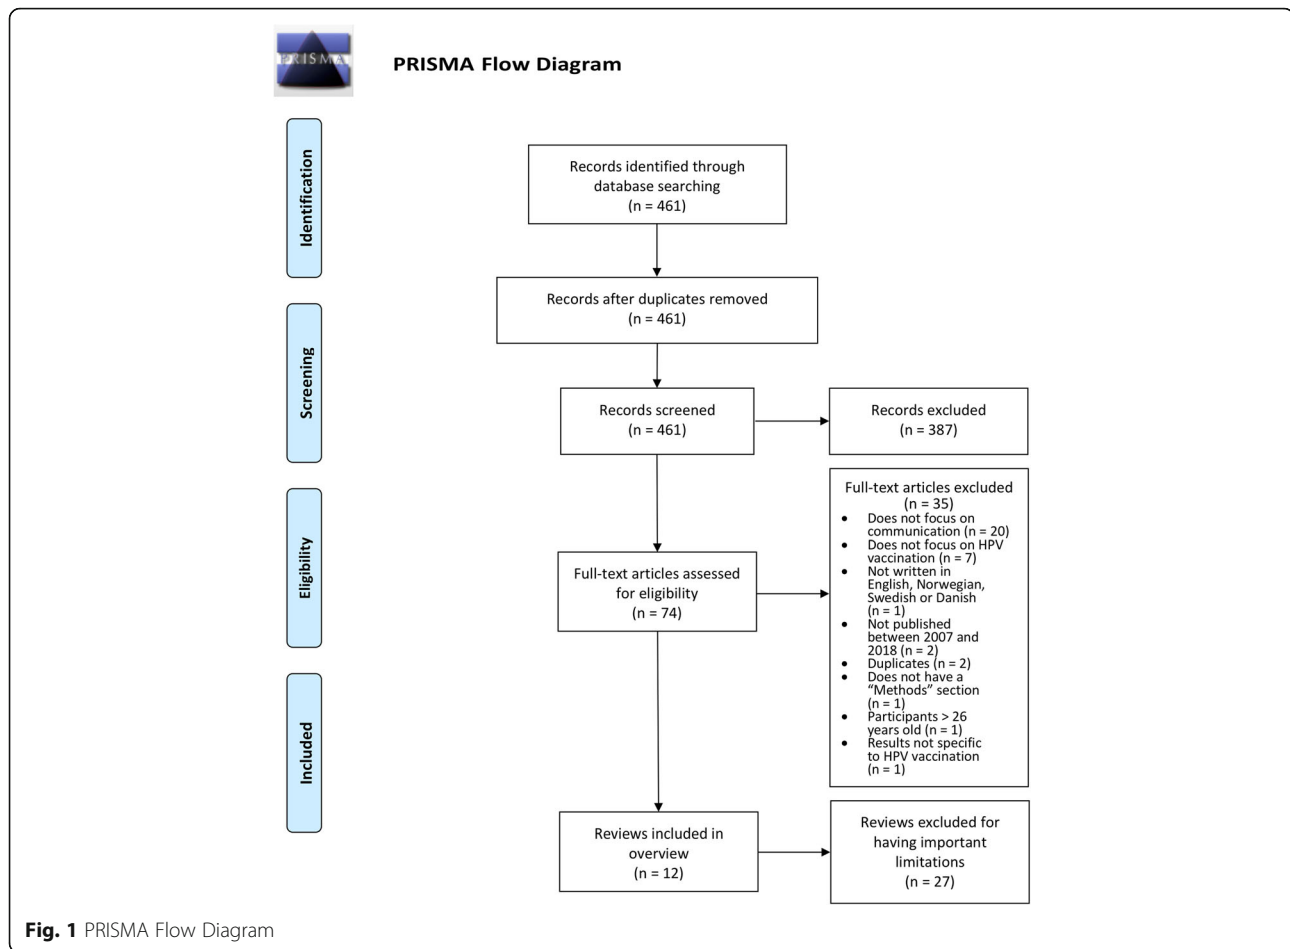 PRISMA
PRISMA Flow Diagram
Identification
Records identified through
database searching
(n = 461)
Screening
Records after duplicates removed
(n = 461)
Records screened
(n = 461)
Records excluded
(n = 387)
Eligibility
Full-text articles assessed
for eligibility
(n = 74)
Full-text articles excluded
(n = 35)
• Does not focus on
communication (n = 20)
• Does not focus on HPV
vaccination (n = 7)
• Not written in
English, Norwegian,
Swedish or Danish
(n = 1)
• Not published
between 2007 and
2018 (n = 2)
• Duplicates (n = 2)
• Does not have a
“Methods” section
(n = 1)
• Participants > 26
years old (n = 1)
• Results not specific
to HPV vaccination
(n = 1)
Included
Reviews included in
overview
(n = 12)
Reviews excluded for
having important
limitations
(n = 27)
Fig. 1 PRISMA Flow Diagram